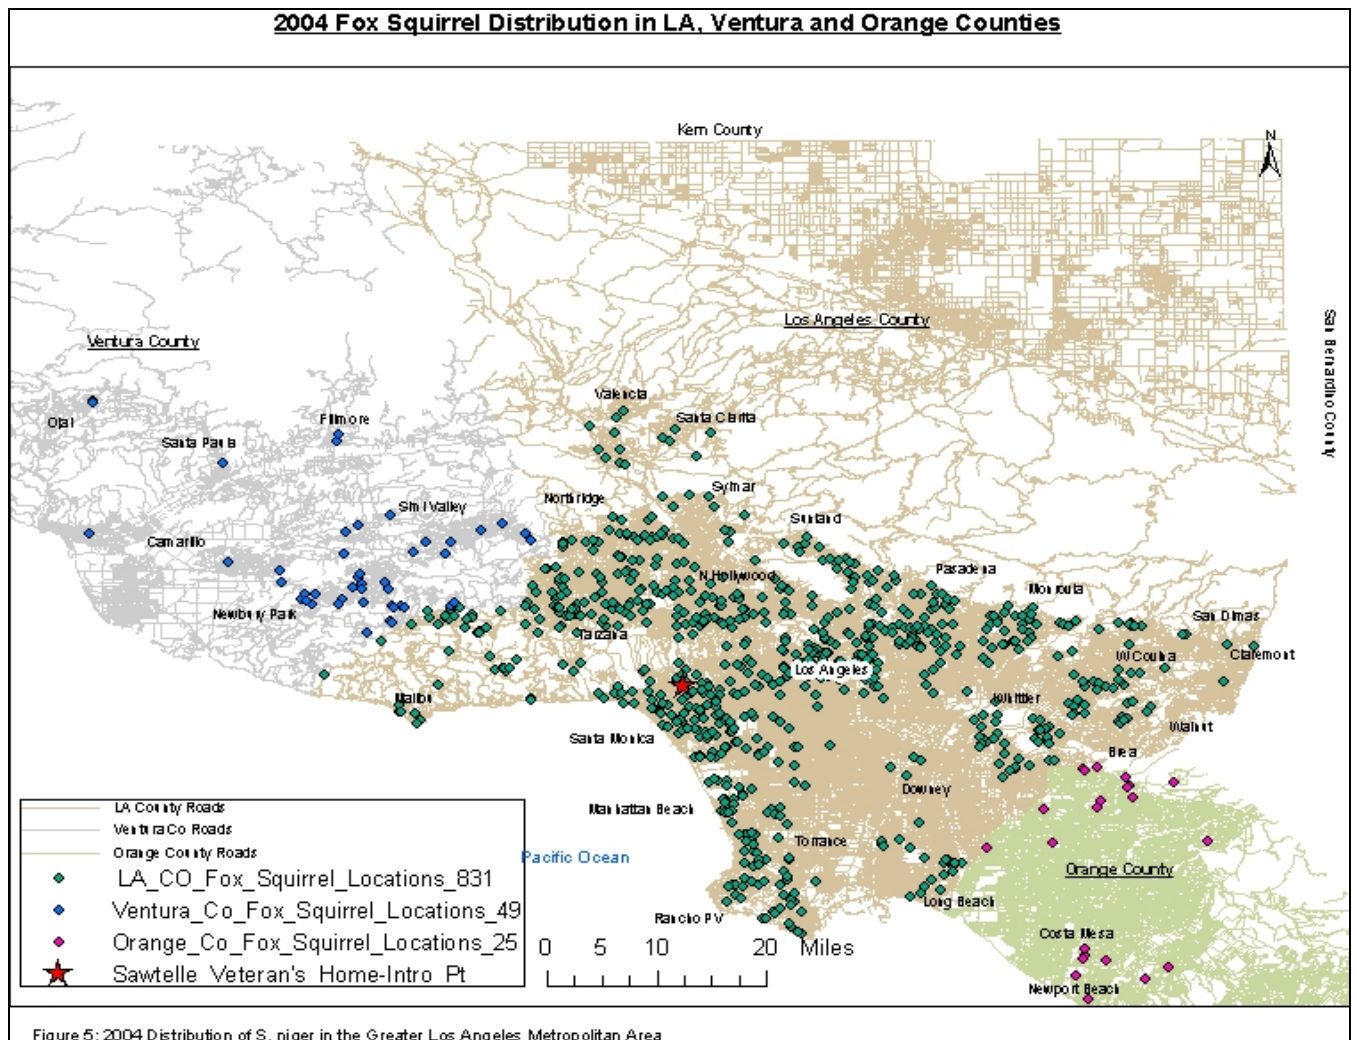 2004 Fox Squirrel Distribution in LA, Ventura and Orange Counties
Kern County
N
Los Angeles County
San Bernardino County
Ventura County
Valencia
Ojai
Fillmore
Santa Clarita
Santa Paula
Sylmar
Northridge
Simi Valley
Sunland
Camarillo
N.Hollywood
Pasadena
Monrovia
Newbury Park
San Dimas
Tarzana
W.Covina
Claremont
Los Angeles
Malibu
Whittier
Walnut
Santa Monica
Brea
Downey
Manhattan Beach
Torrance
Pacific Ocean
Orange County
Long Beach
Rancho PV
Costa Mesa
Newport Beach
LA County Roads
Ventura Co Roads
Orange County Roads
LA_CO_Fox_Squirrel_Locations_831
Ventura_Co_Fox_Squirrel_Locations_49
Orange_Co_Fox_Squirrel_Locations_25
Sawtelle Veteran's Home-Intro Pt
0 5 10 20 Miles
Figure 5: 2004 Distribution of S. niger in the Greater Los Angeles Metropolitan Area